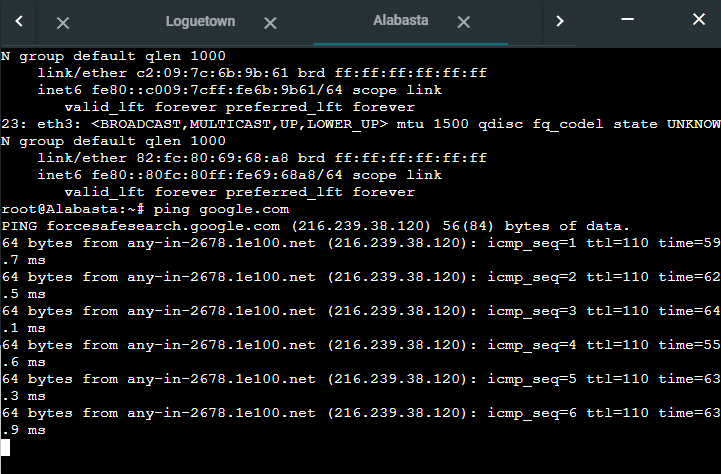 Loguetown
Alabasta
N group default qlen 1000
    link/ether c2:09:7c:6b:9b:61 brd ff:ff:ff:ff:ff:ff
    inet6 fe80::c009:7cff:fe6b:9b61/64 scope link
       valid_lft forever preferred_lft forever
23: eth3: <BROADCAST,MULTICAST,UP,LOWER_UP> mtu 1500 qdisc fq_codel state UNKNOW
N group default qlen 1000
    link/ether 82:fc:80:69:68:a8 brd ff:ff:ff:ff:ff:ff
    inet6 fe80::80fc:80ff:fe69:68a8/64 scope link
       valid_lft forever preferred_lft forever
root@Alabasta:~# ping google.com
PING forcesafesearch.google.com (216.239.38.120) 56(84) bytes of data.
64 bytes from any-in-2678.1e100.net (216.239.38.120): icmp_seq=1 ttl=110 time=59
.7 ms
64 bytes from any-in-2678.1e100.net (216.239.38.120): icmp_seq=2 ttl=110 time=62
.5 ms
64 bytes from any-in-2678.1e100.net (216.239.38.120): icmp_seq=3 ttl=110 time=64
.1 ms
64 bytes from any-in-2678.1e100.net (216.239.38.120): icmp_seq=4 ttl=110 time=55
.6 ms
64 bytes from any-in-2678.1e100.net (216.239.38.120): icmp_seq=5 ttl=110 time=63
.3 ms
64 bytes from any-in-2678.1e100.net (216.239.38.120): icmp_seq=6 ttl=110 time=63
.9 ms